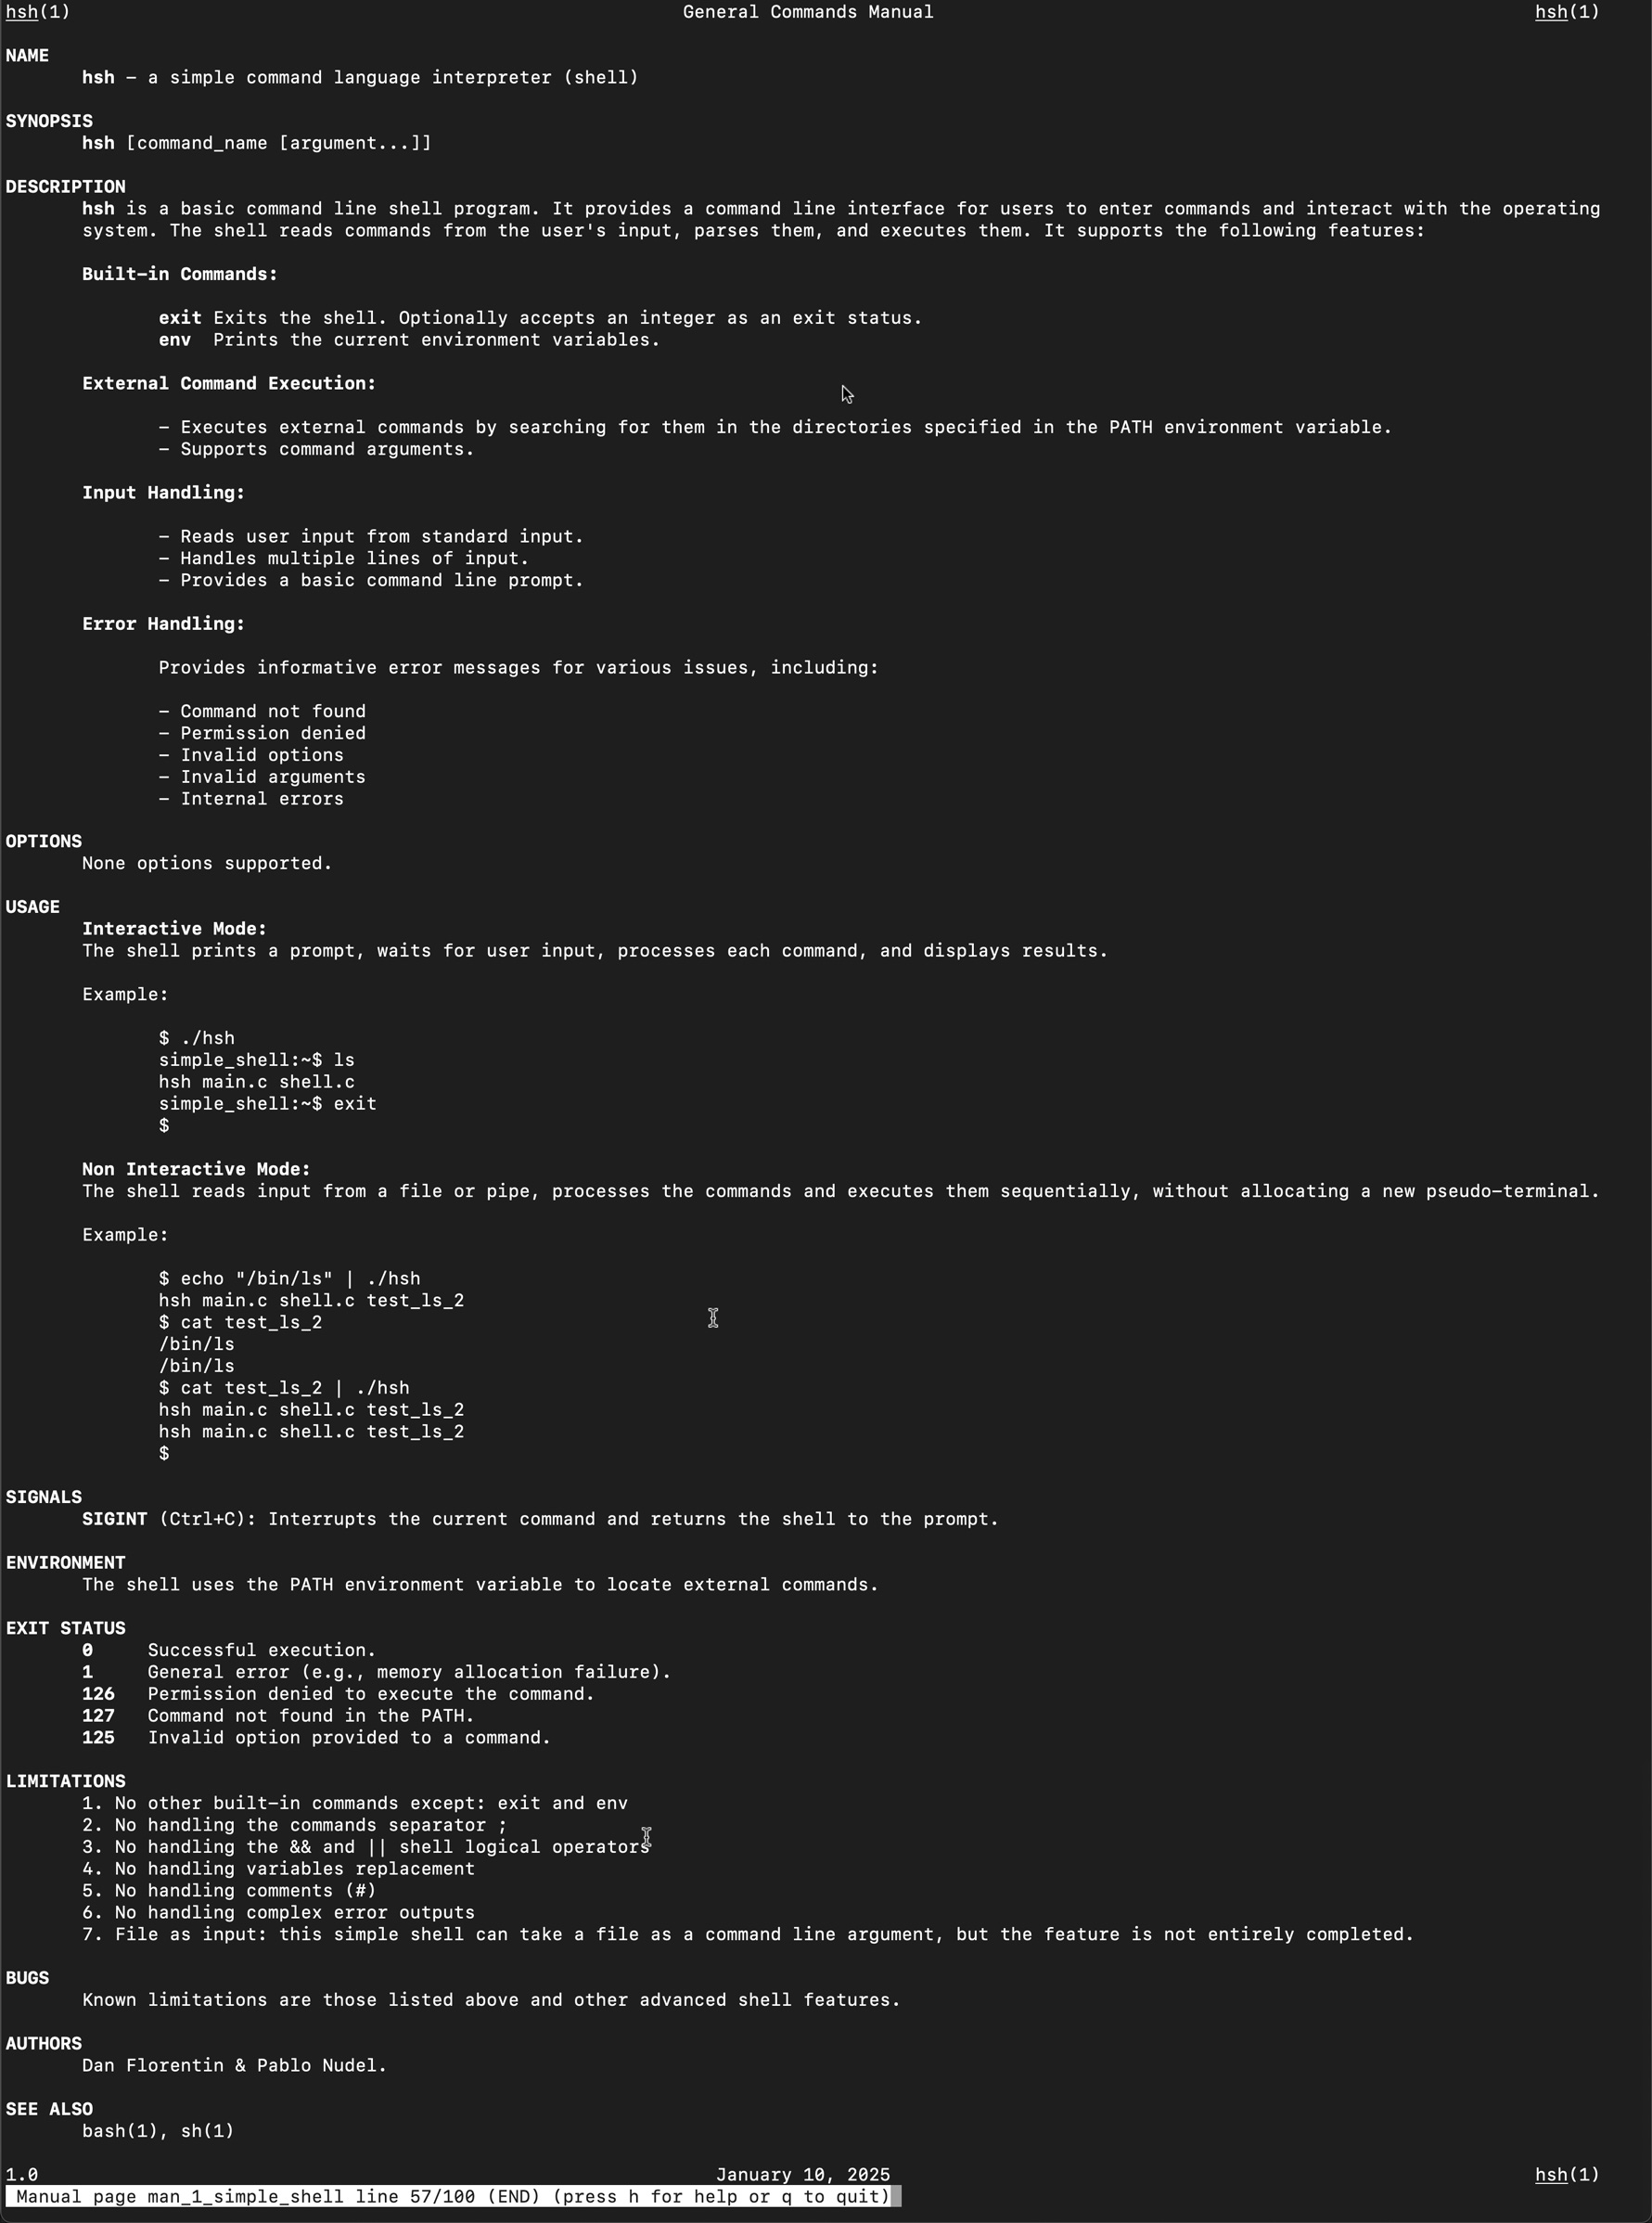 hsh(1) General Commands Manual hsh(1)
NAME
hsh – a simple command language interpreter (shell)
SYNOPSIS
hsh [command_name [argument...]]
DESCRIPTION
hsh is a basic command line shell program. It provides a command line interface for users to enter commands and interact with the operating
system. The shell reads commands from the user's input, parses them, and executes them. It supports the following features:
Built-in Commands:
exit Exits the shell. Optionally accepts an integer as an exit status.
env Prints the current environment variables.
External Command Execution:
– Executes external commands by searching for them in the directories specified in the PATH environment variable.
– Supports command arguments.
Input Handling:
– Reads user input from standard input.
– Handles multiple lines of input.
– Provides a basic command line prompt.
Error Handling:
Provides informative error messages for various issues, including:
– Command not found
– Permission denied
– Invalid options
– Invalid arguments
– Internal errors
OPTIONS
None options supported.
USAGE
Interactive Mode:
The shell prints a prompt, waits for user input, processes each command, and displays results.
Example:
$ ./hsh
simple_shell:~$ ls
hsh main.c shell.c
simple_shell:~$ exit
$
Non Interactive Mode:
The shell reads input from a file or pipe, processes the commands and executes them sequentially, without allocating a new pseudo-terminal.
Example:
$ echo "/bin/ls" | ./hsh
hsh main.c shell.c test_ls_2
$ cat test_ls_2
/bin/ls
/bin/ls
$ cat test_ls_2 | ./hsh
hsh main.c shell.c test_ls_2
hsh main.c shell.c test_ls_2
$
SIGNALS
SIGINT (Ctrl+C): Interrupts the current command and returns the shell to the prompt.
ENVIRONMENT
The shell uses the PATH environment variable to locate external commands.
EXIT STATUS
0 Successful execution.
1 General error (e.g., memory allocation failure).
126 Permission denied to execute the command.
127 Command not found in the PATH.
125 Invalid option provided to a command.
LIMITATIONS
1. No other built-in commands except: exit and env
2. No handling the commands separator ;
3. No handling the && and || shell logical operators
4. No handling variables replacement
5. No handling comments (#)
6. No handling complex error outputs
7. File as input: this simple shell can take a file as a command line argument, but the feature is not entirely completed.
BUGS
Known limitations are those listed above and other advanced shell features.
AUTHORS
Dan Florentin & Pablo Nudel.
SEE ALSO
bash(1), sh(1)
1.0 January 10, 2025 hsh(1)
Manual page man_1_simple_shell line 57/100 (END) (press h for help or q to quit)